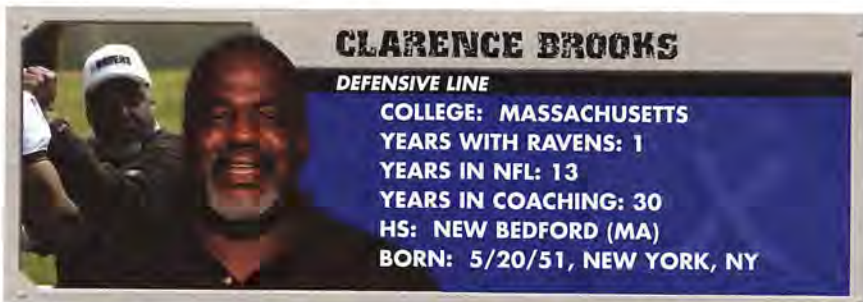 CLARENCE BROOKS
DEFENSIVE LINE
COLLEGE: MASSACHUSETTS
YEARS WITH RAVENS: 1
YEARS IN NFL: 13
YEARS IN COACHING: 30
HS: NEW BEDFORD (MA)
BORN: 5/20/51, NEW YORK, NY